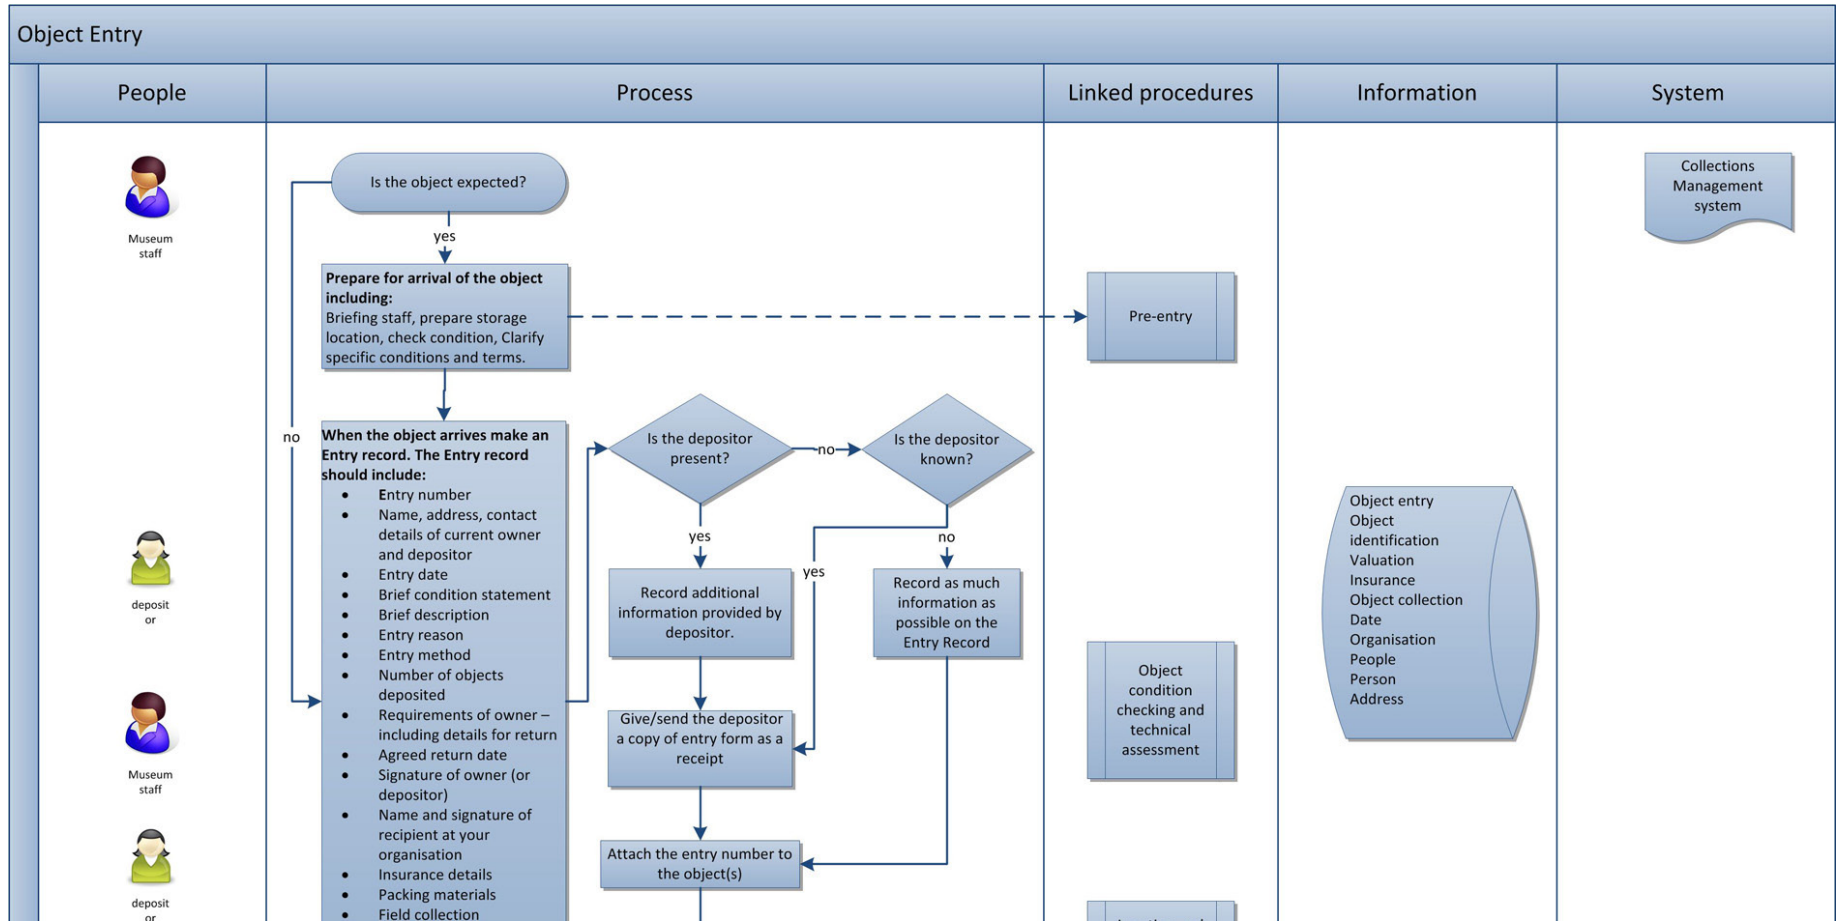 Object Entry
People
Process
Linked procedures
Information
System
Museum
staff
Is the object expected?
yes
no
Prepare for arrival of the object
including:
Briefing staff, prepare storage
location, check condition, Clarify
specific conditions and terms.
Pre-entry
Collections
Management
system
When the object arrives make an
Entry record. The Entry record
should include:
• Entry number
• Name, address, contact
details of current owner
and depositor
• Entry date
• Brief condition statement
• Brief description
• Entry reason
• Entry method
• Number of objects
deposited
• Requirements of owner –
including details for return
• Agreed return date
• Signature of owner (or
depositor)
• Name and signature of
recipient at your
organisation
• Insurance details
• Packing materials
• Field collection
Is the depositor
present?
no
Is the depositor
known?
yes
yes
no
Record additional
information provided by
depositor.
Record as much
information as
possible on the
Entry Record
Give/send the depositor
a copy of entry form as a
receipt
Attach the entry number to
the object(s)
deposit
or
Museum
staff
deposit
or
Object
condition
checking and
technical
assessment
Object entry
Object
identification
Valuation
Insurance
Object collection
Date
Organisation
People
Person
Address